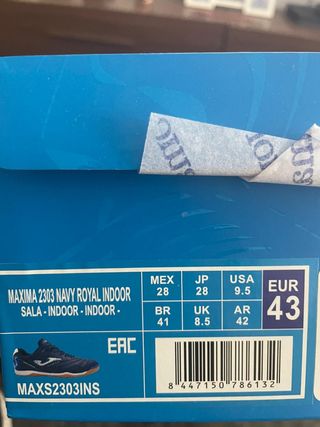 MAXIMA 2303 NAVY ROYAL INDOOR
SALA - INDOOR - INDOOR -
EAC
MAXS2303INS
MEX 28
JP 28
USA 9.5
EUR 43
BR 41
UK 8.5
AR 42
8 447150 786132